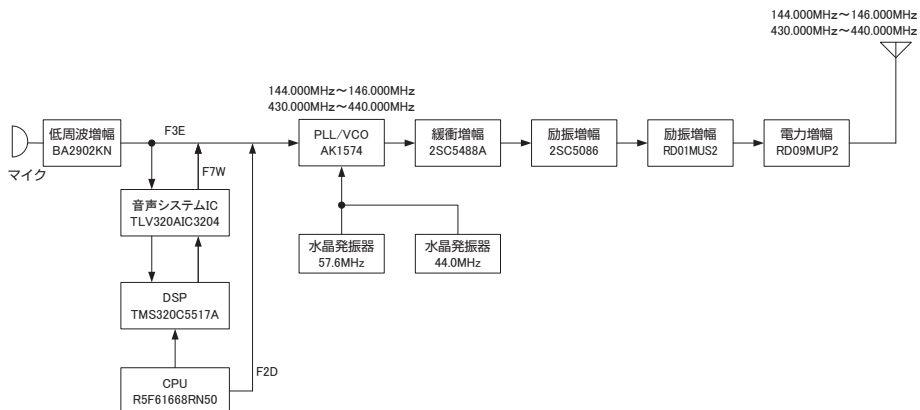 144.000MHz～146.000MHz
430.000MHz～440.000MHz
144.000MHz～146.000MHz
430.000MHz～440.000MHz
マイク
低周波増幅
BA2902KN
F3E
PLL/VCO
AK1574
緩衝増幅
2SC5488A
励振増幅
2SC5086
励振増幅
RD01MUS2
電力増幅
RD09MUP2
F7W
音声システムIC
TLV320AIC3204
水晶発振器
57.6MHz
水晶発振器
44.0MHz
DSP
TMS320C5517A
F2D
CPU
R5F61668RN50